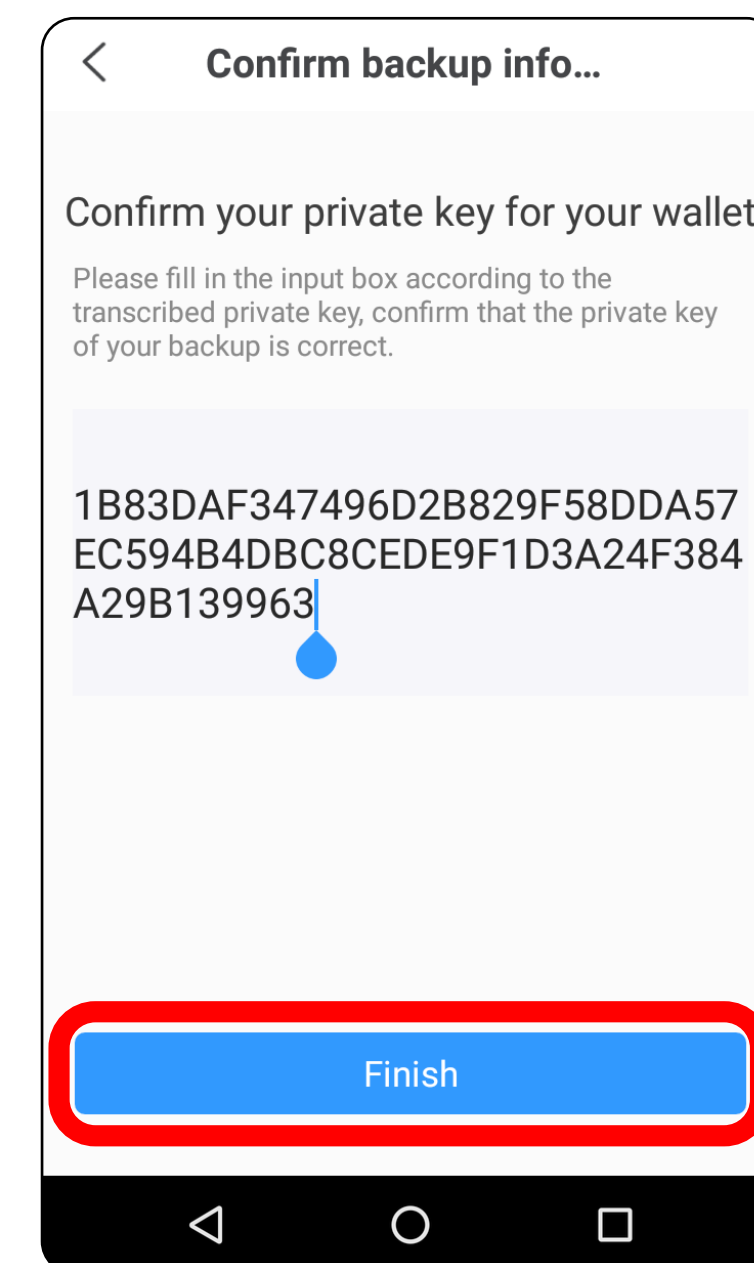 Confirm backup info...
Confirm your private key for your wallet
Please fill in the input box according to the
transcribed private key, confirm that the private key
of your backup is correct.
1B83DAF347496D2B829F58DDA57
EC594B4DBC8CEDE9F1D3A24F384
A29B139963
Finish